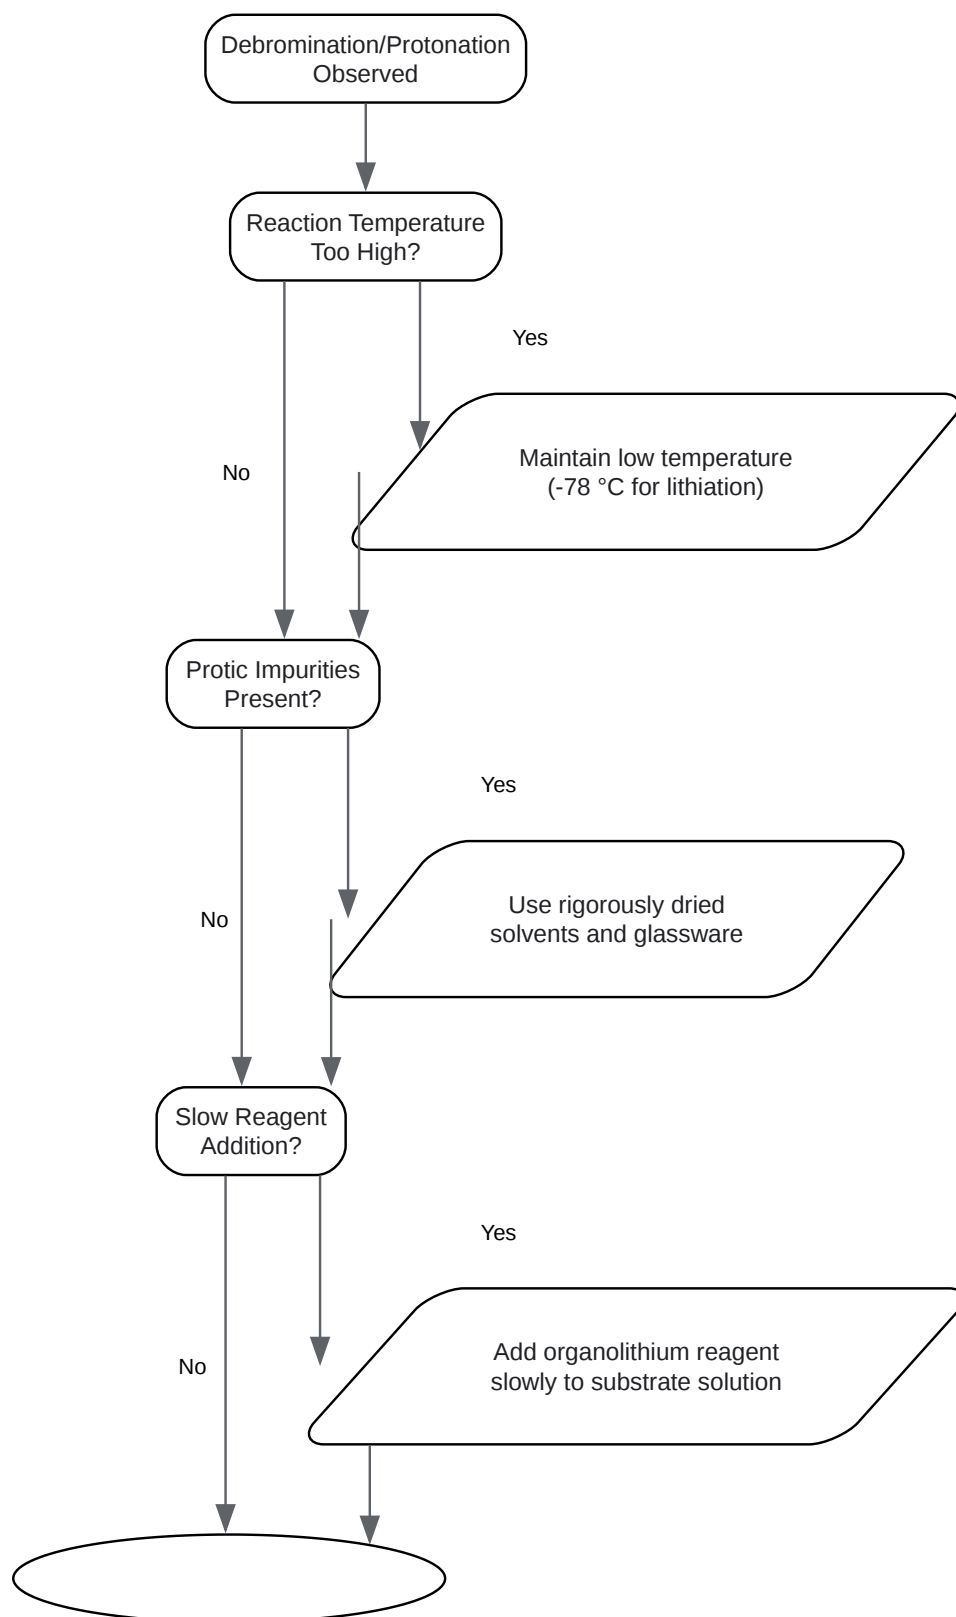 Debromination/Protonation
Observed
Reaction Temperature
Too High?
Yes
Maintain low temperature
(-78 °C for lithiation)
No
Protic Impurities
Present?
Yes
Use rigorously dried
solvents and glassware
No
Slow Reagent
Addition?
Yes
Add organolithium reagent
slowly to substrate solution
No